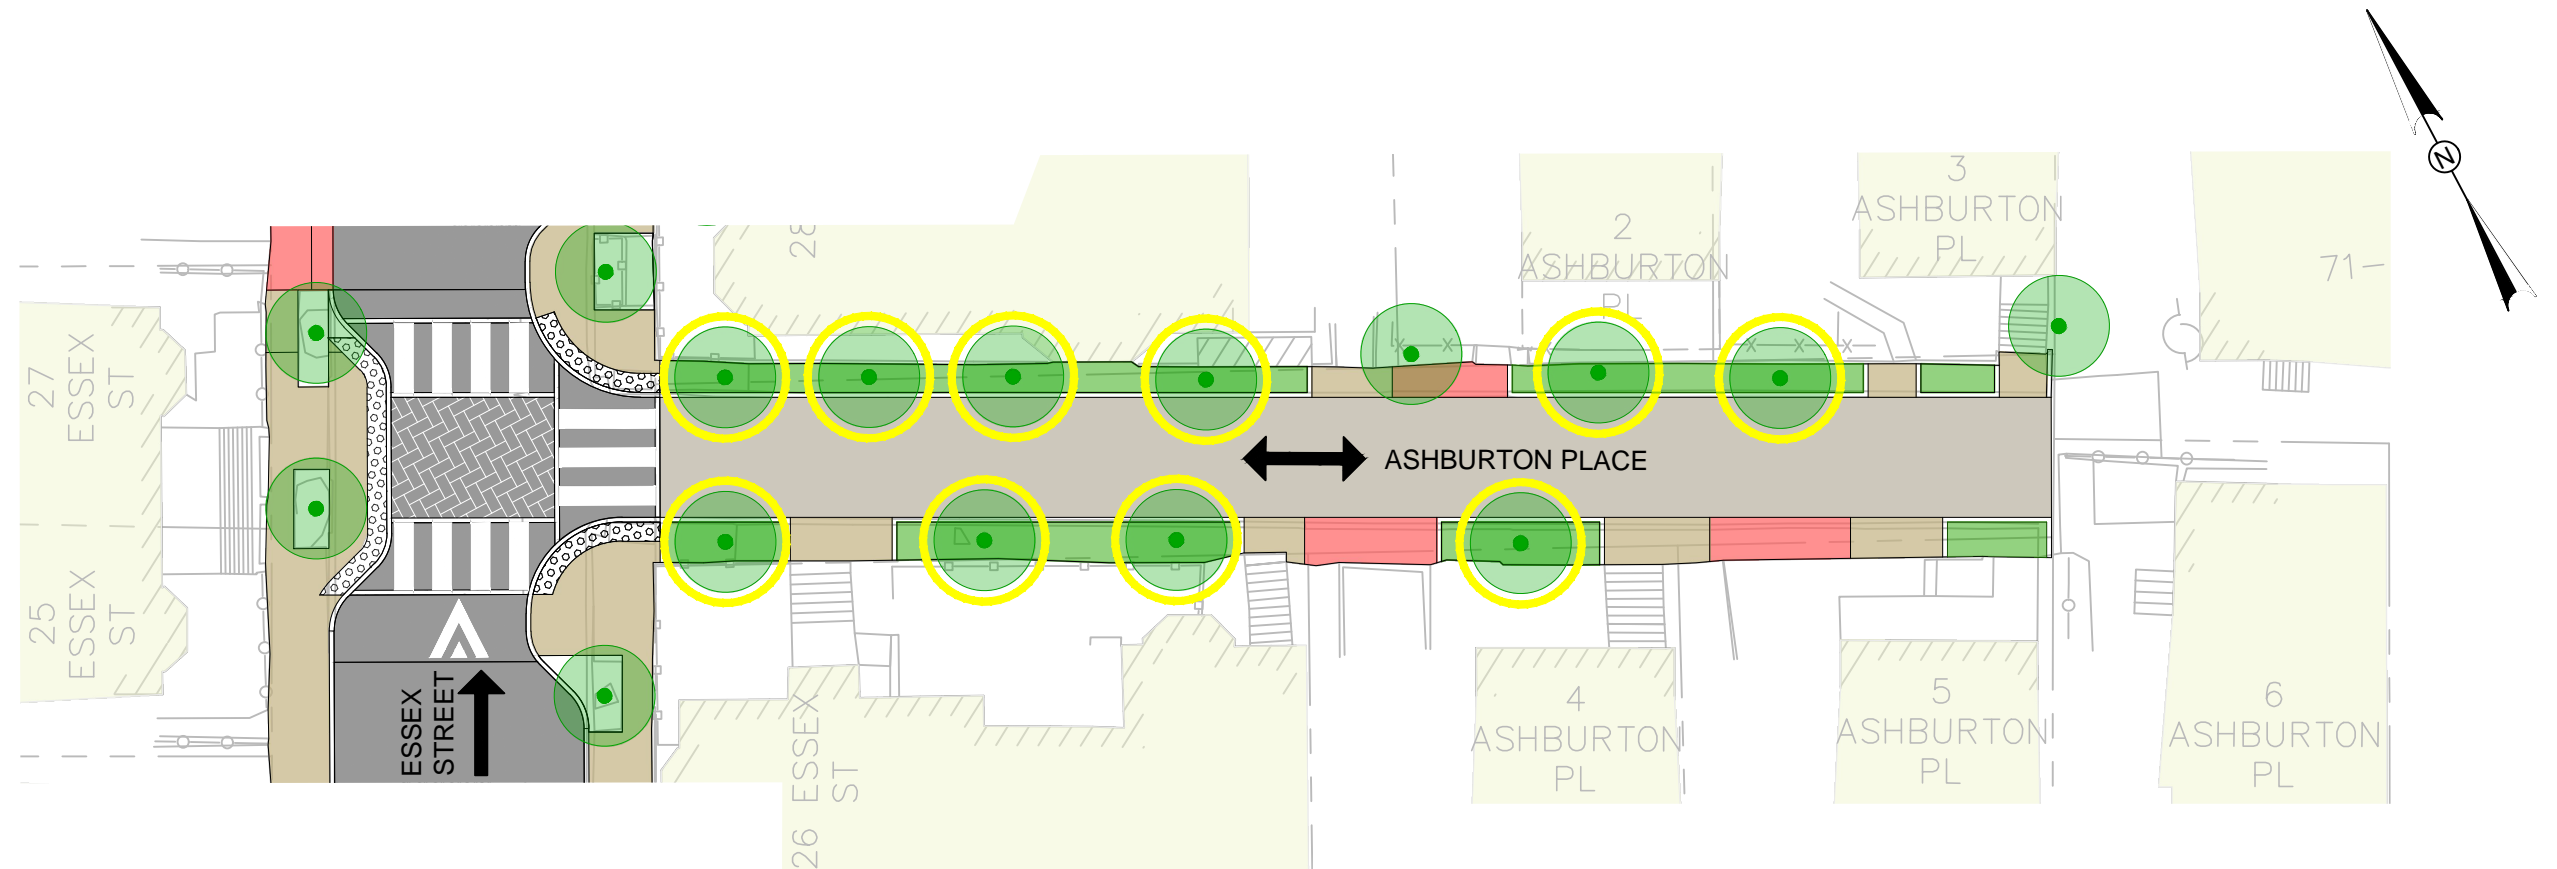 N
28
2
ASHBURTON
PL
3
ASHBURTON
PL
71-
27
ESSEX
ST
ASHBURTON PLACE
25
ESSEX
ST
ESSEX
STREET
26 ESSEX
ST
4
ASHBURTON
PL
5
ASHBURTON
PL
6
ASHBURTON
PL